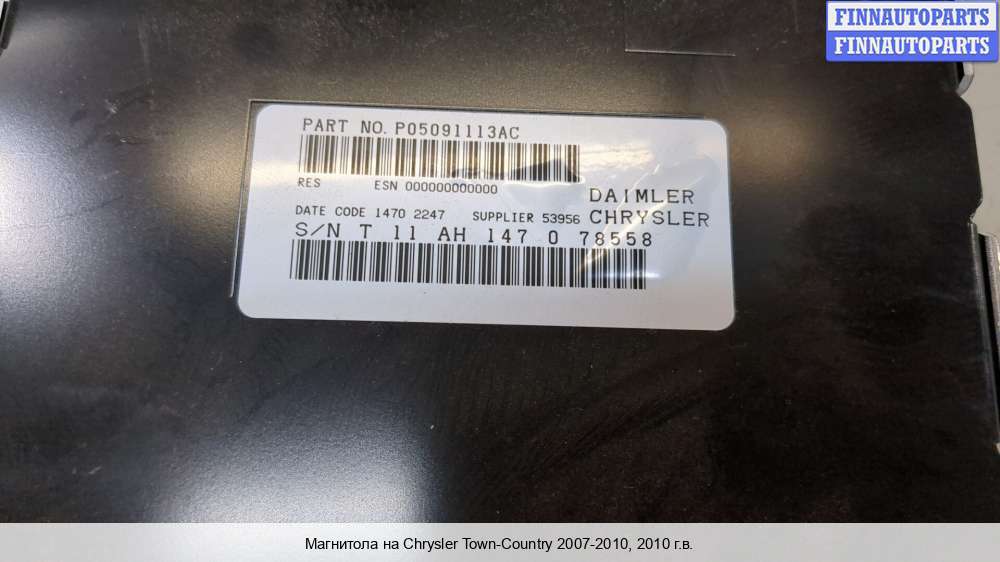 FINNAUTOPARTS
FINNAUTOPARTS
PART NO. P05091113AC
RES ESN 000000000000
DAIMLER
DATE CODE 1470 2247 SUPPLIER 53956 CHRYSLER
S/N T 11 AH 147 0 78558
Магнитола на Chrysler Town-Country 2007-2010, 2010 г.в.